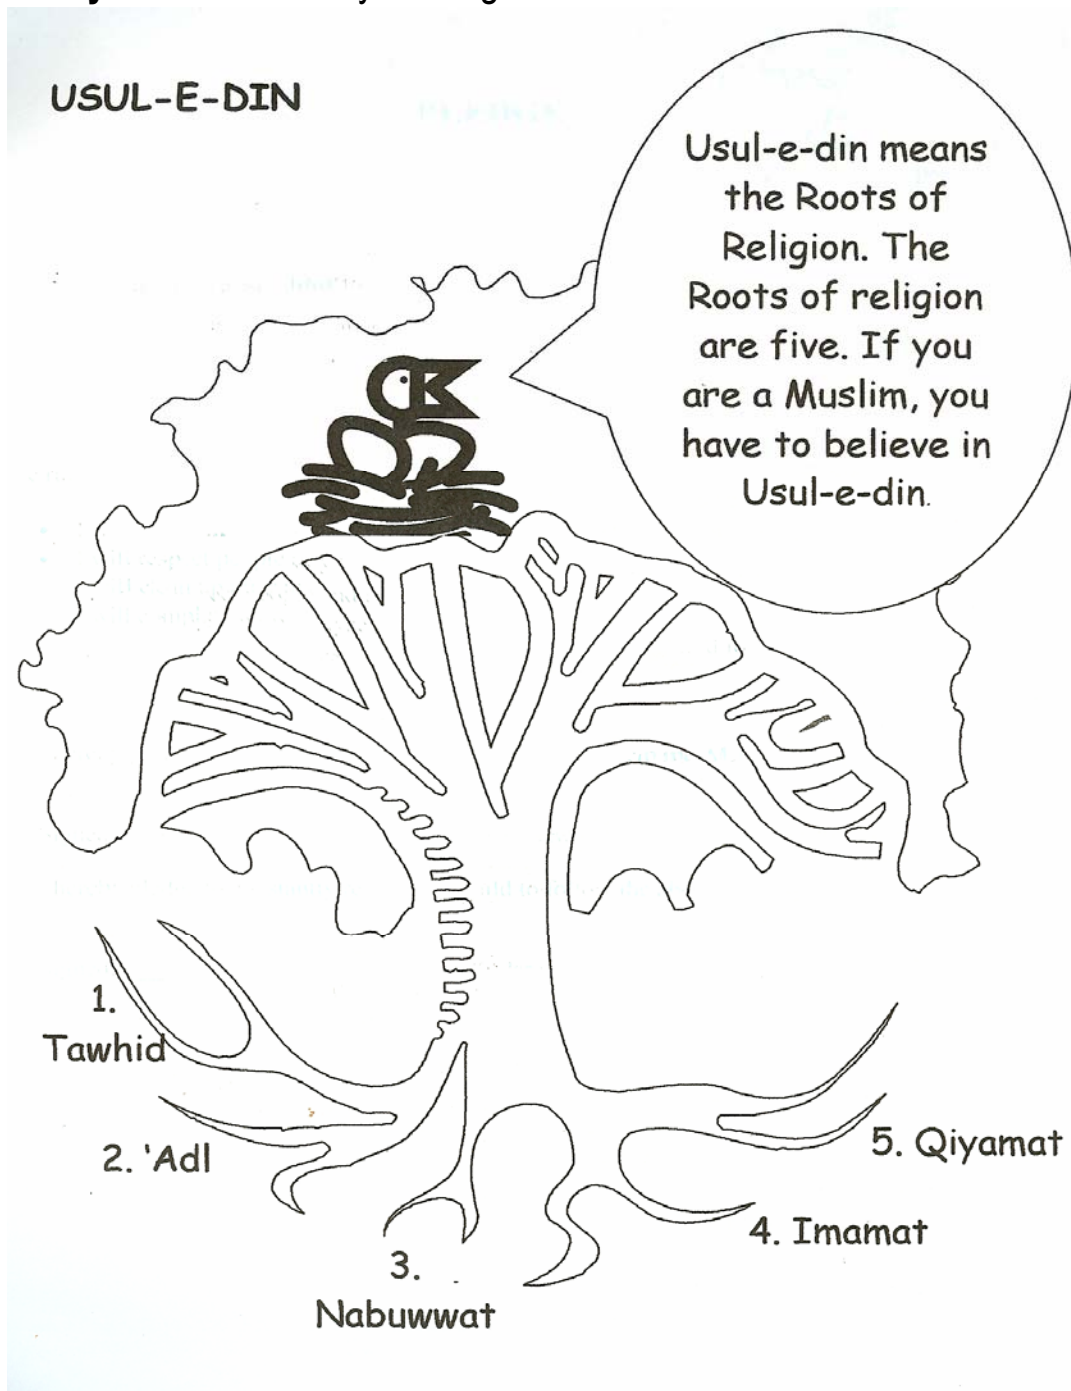 USUL-E-DIN
Usul-e-din means
the Roots of
Religion. The
Roots of religion
are five. If you
are a Muslim, you
have to believe in
Usul-e-din.
1.
Tawhid
2. 'Adl
3.
Nabuwwat
4. Imamat
5. Qiyamat